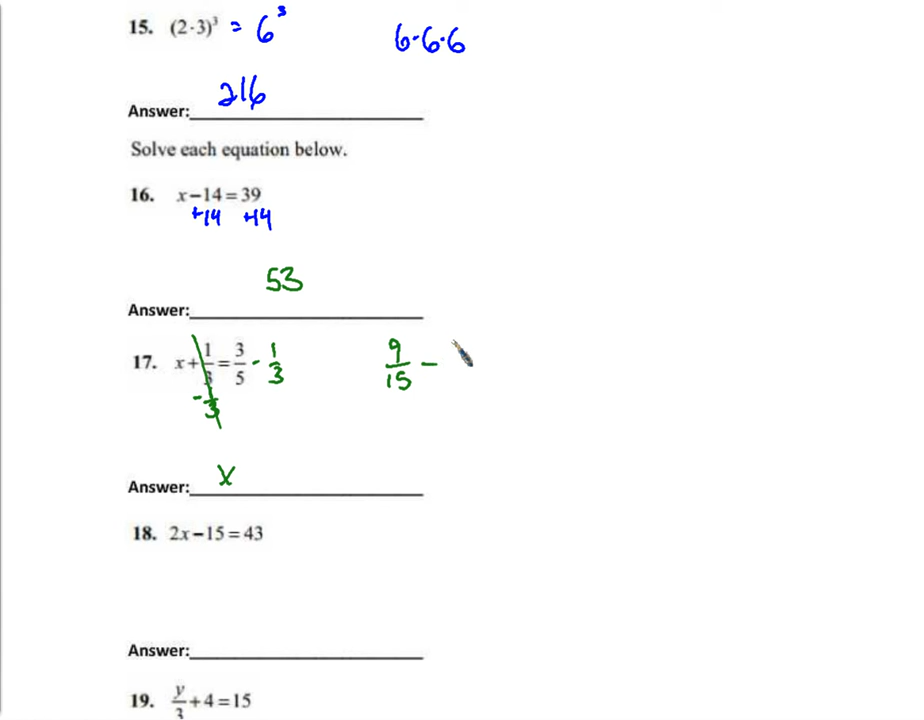 15. (2·3)³ = 6³ 6·6·6
216
Answer:
Solve each equation below.
16. x−14=39
+14 +14
53
Answer:
17. x+1/3=3/5 - 1/3 9/15 −
-1/3
x
Answer:
18. 2x−15=43
Answer:
19. y/3+4=15